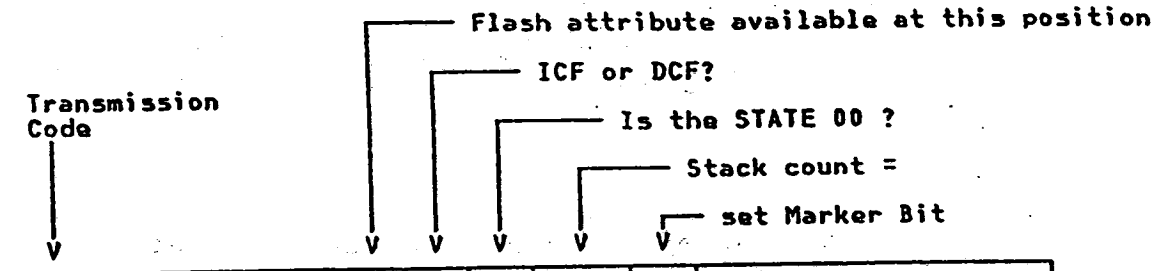 Flash attribute available at this position
ICF or DCF?
Transmission
Code
Is the STATE 00 ?
Stack count =
set Marker Bit
V V V V V V